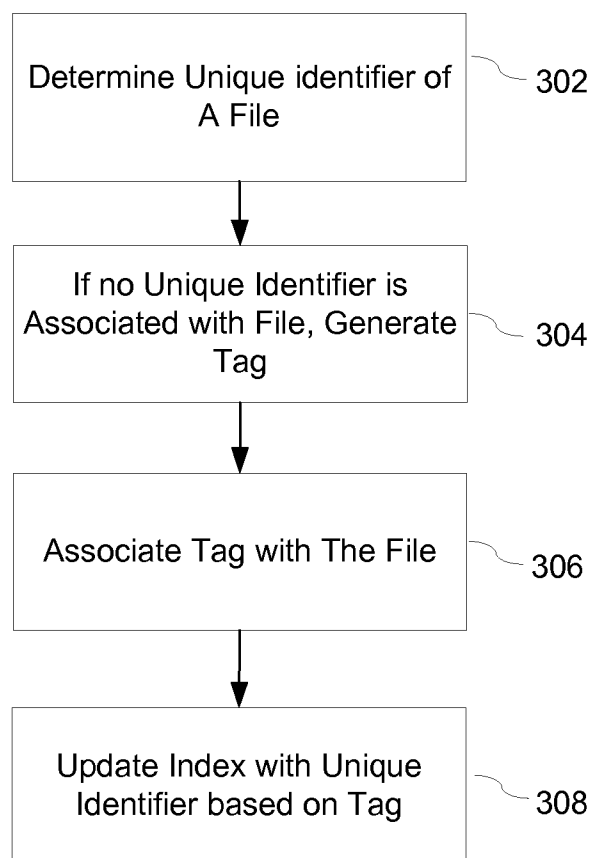 Determine Unique identifier of
A File
302
If no Unique Identifier is
Associated with File, Generate
Tag
304
Associate Tag with The File
306
Update Index with Unique
Identifier based on Tag
308